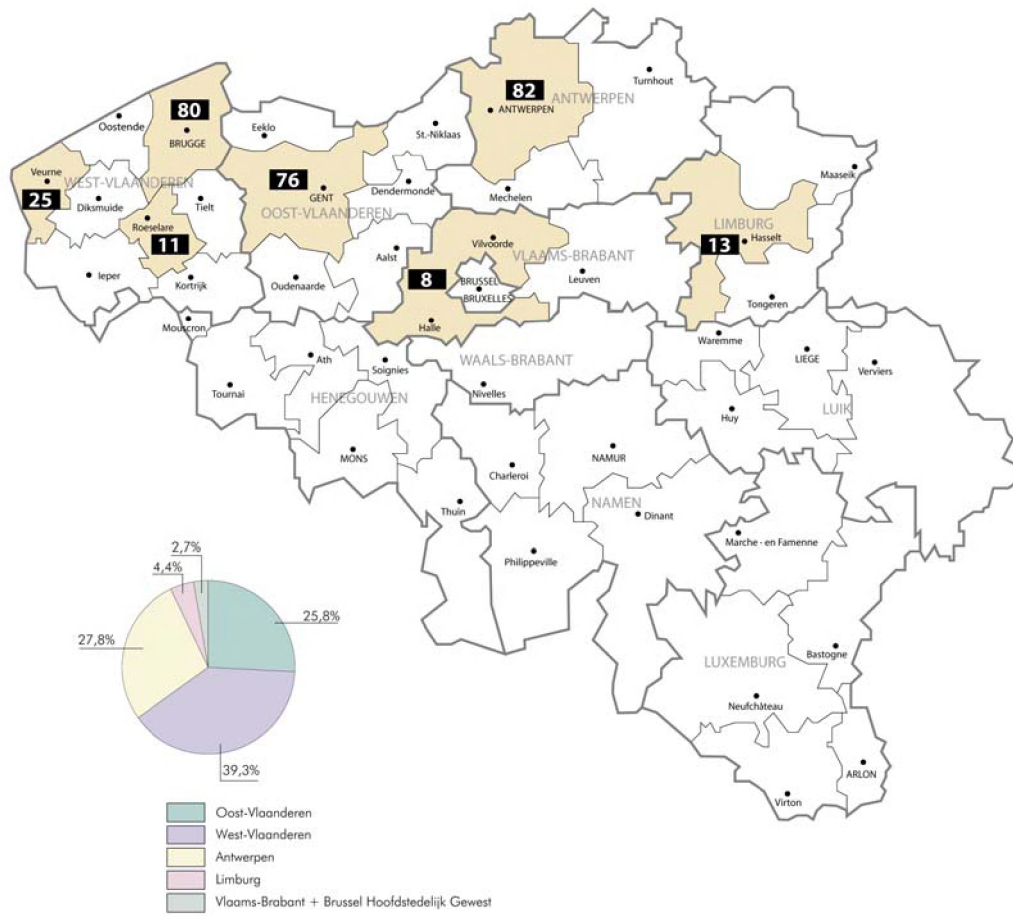 Turnhout
82
ANTWERPEN
ANTWERPEN
80
Oostende
BRUGGE
Eeklo
St.-Niklaas
Veurne
WEST-VLAANDEREN
25
Diksmuide
Tielt
76
GENT
OOST-VLAANDEREN
Dendermonde
Mechelen
Maaseik
Roeselare
11
LIMBURG
13
Hasselt
Vilvoorde
VLAAMS-BRABANT
Aalst
8
BRUSSEL
BRUXELLES
Leuven
Ieper
Kortrijk
Oudenaarde
Tongeren
Halle
Mouscron
Waremme
Ath
Soignies
WAALS-BRABANT
LIEGE
Verviers
Tournai
HENEGOUWEN
Nivelles
Huy
LUIK
MONS
Charleroi
NAMUR
NAMEN
Thuin
Dinant
Marche - en Famenne
Philippeville
LUXEMBURG
Bastogne
Neufchâteau
ARLON
Virton
2,7%
4,4%
27,8%
25,8%
39,3%
Oost-Vlaanderen
West-Vlaanderen
Antwerpen
Limburg
Vlaams-Brabant + Brussel Hoofdstedelijk Gewest